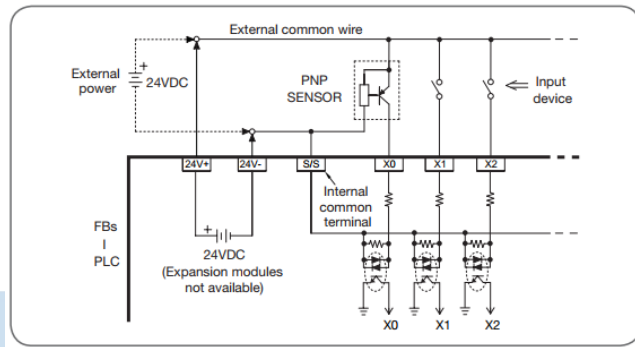 External common wire
External
power
+
24VDC
PNP
SENSOR
Input
device
24V+
24V-
S/S
X0
X1
X2
Internal
common
terminal
FBs
I
PLC
+
24VDC
(Expansion modules
not available)
X0
X1
X2